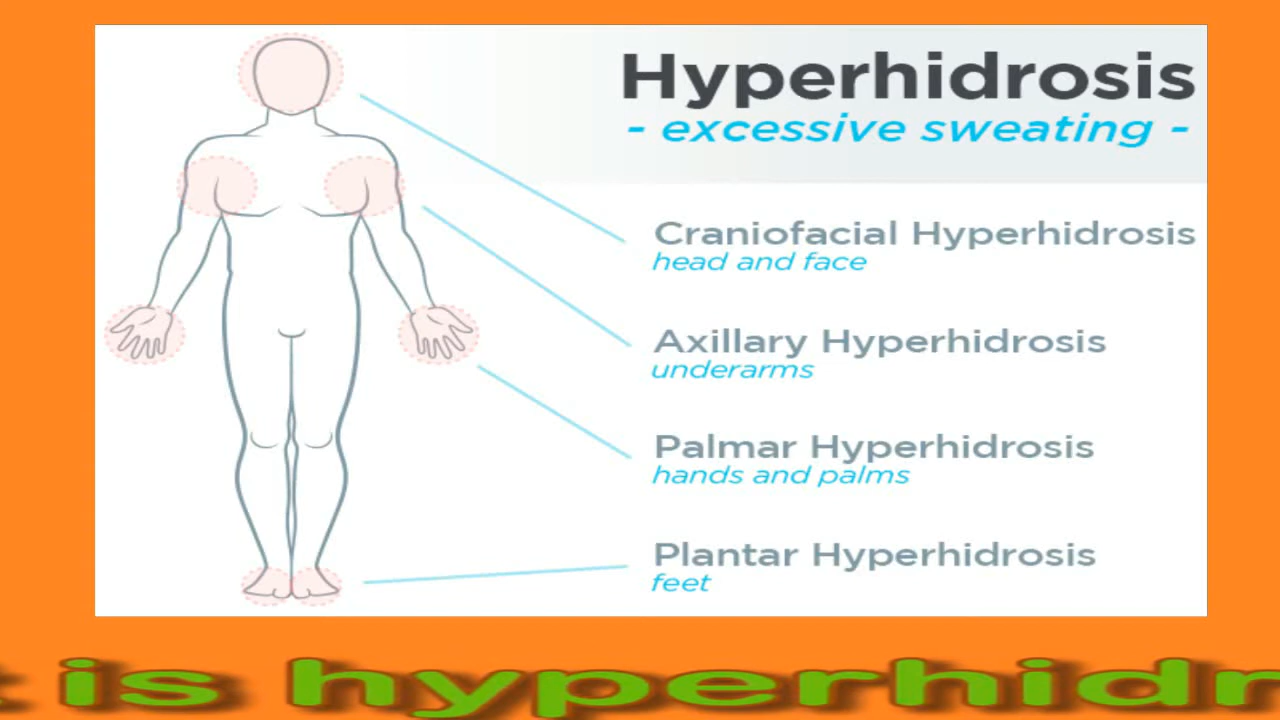 Hyperhidrosis
- excessive sweating -
Craniofacial Hyperhidrosis
head and face
Axillary Hyperhidrosis
underarms
Palmar Hyperhidrosis
hands and palms
Plantar Hyperhidrosis
feet
is